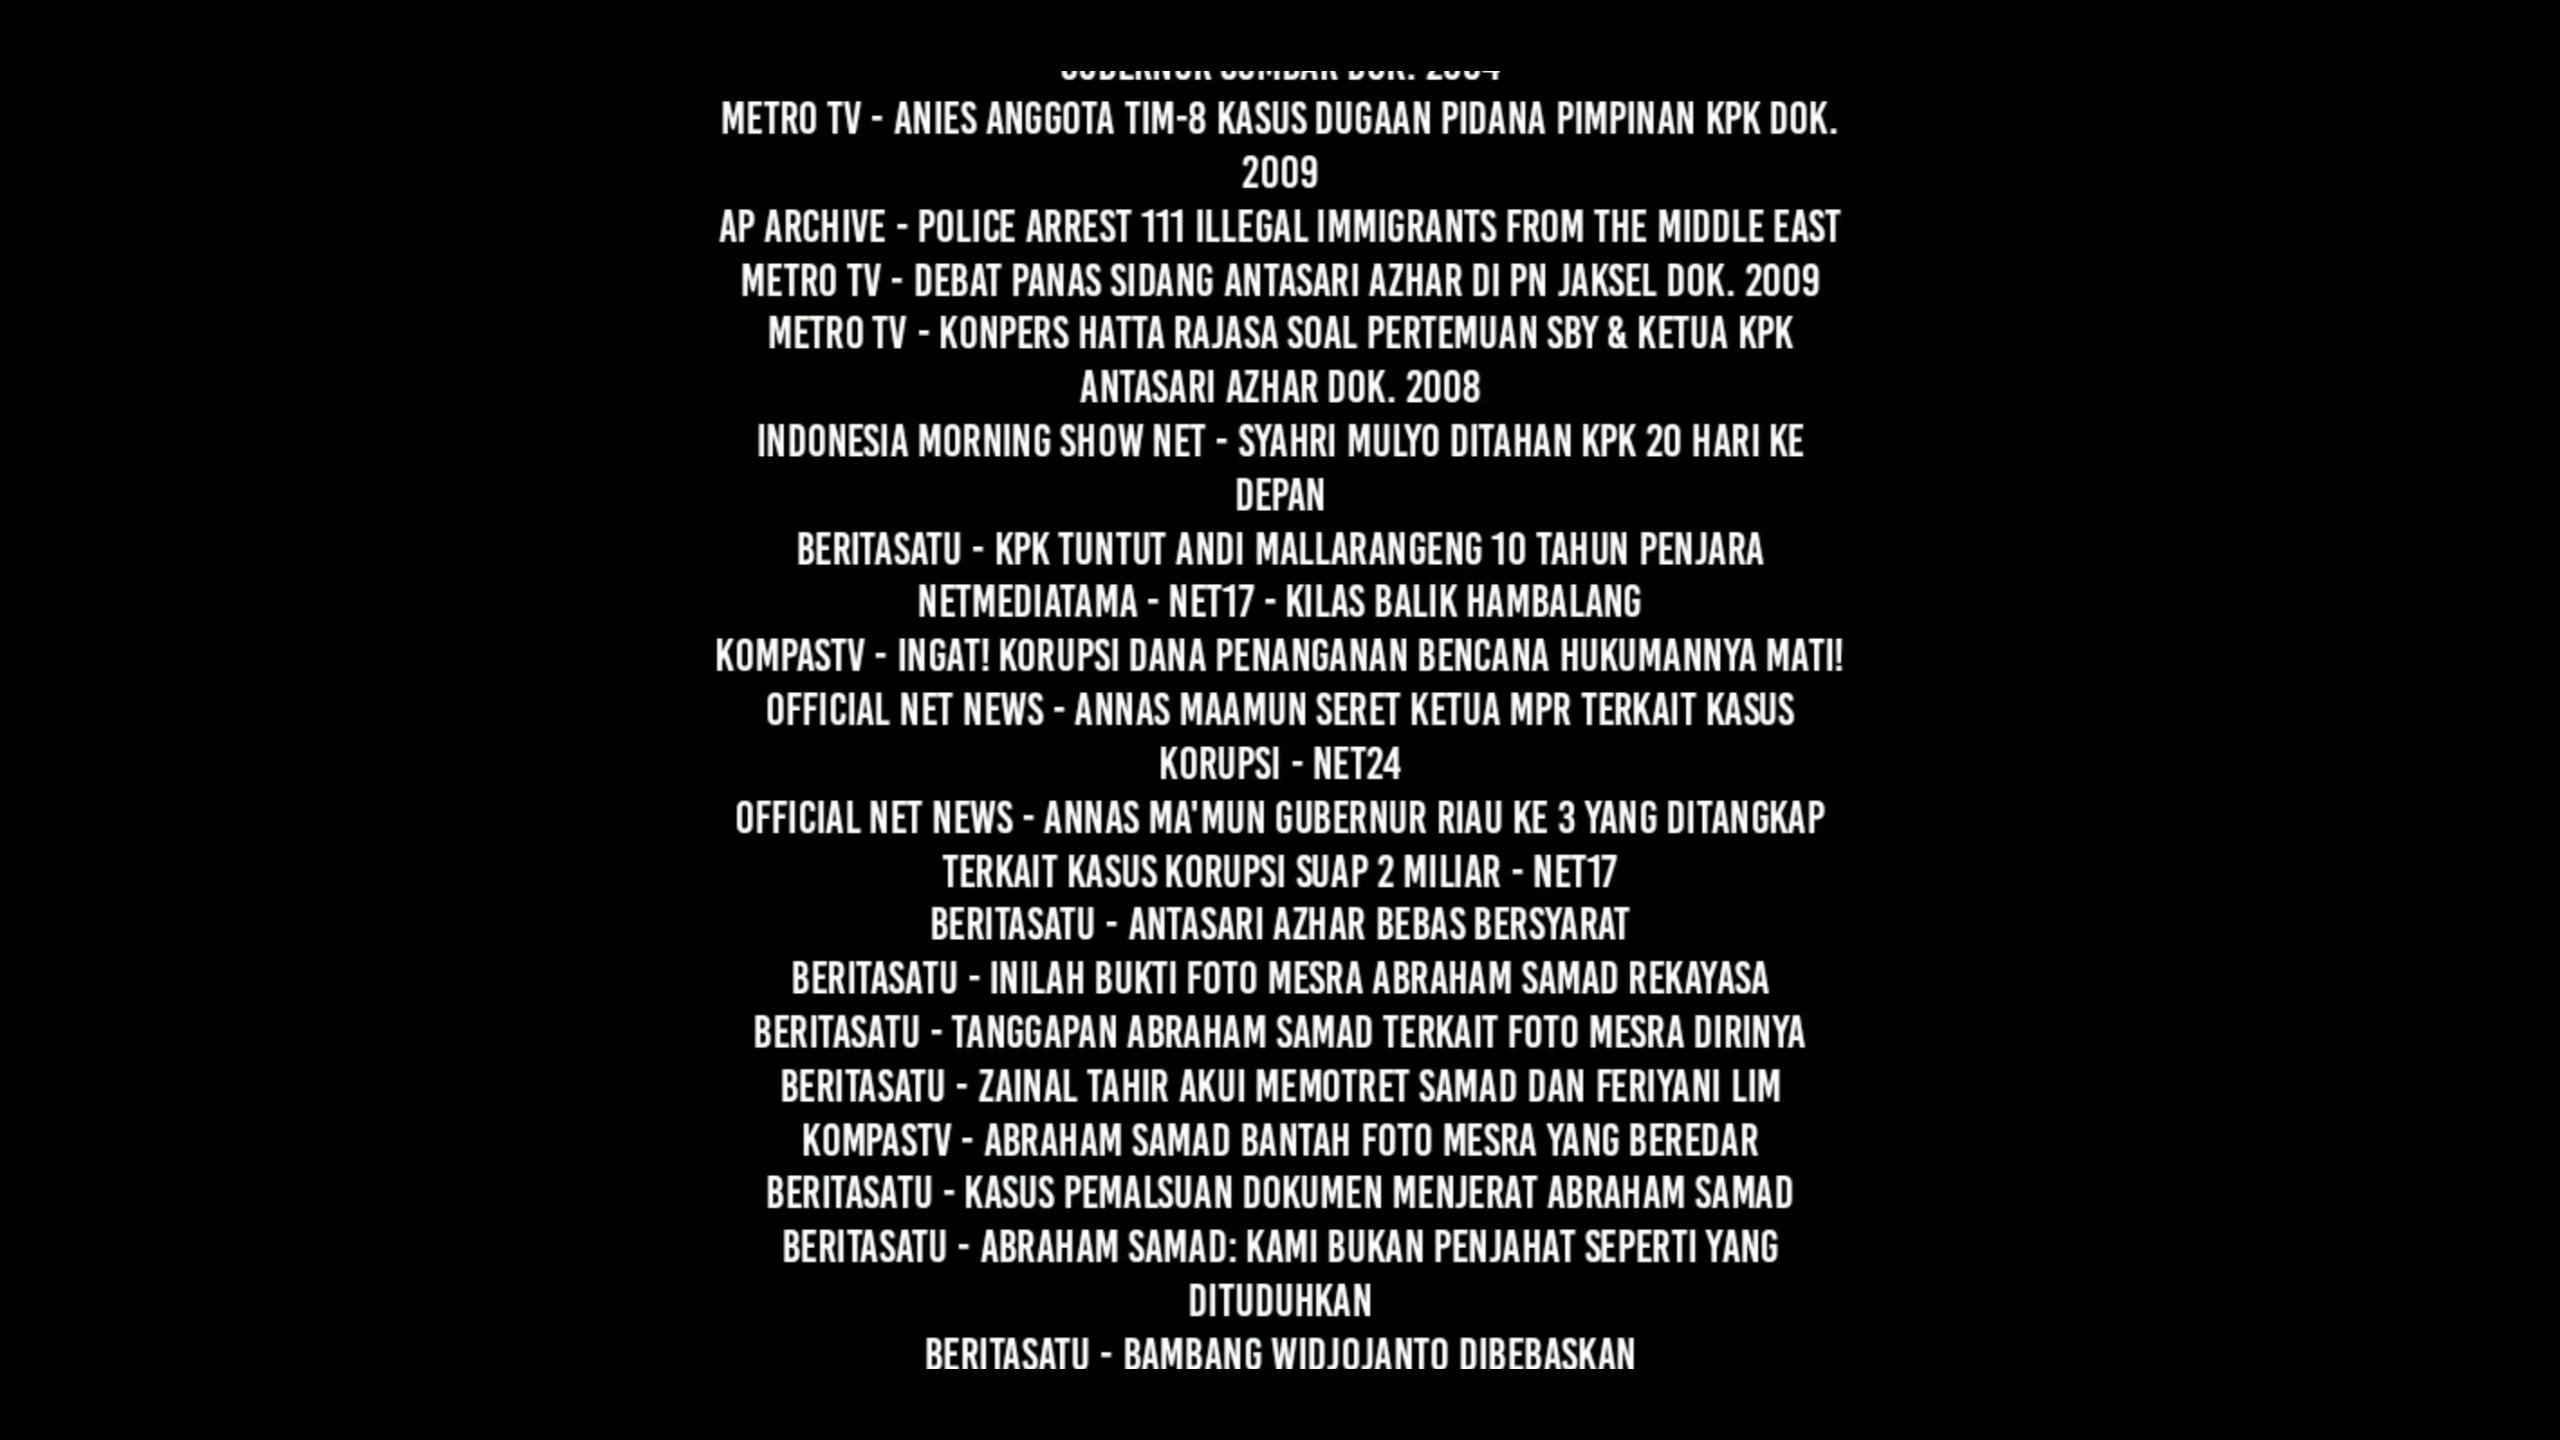 METRO TV - ANIES ANGGOTA TIM-8 KASUS DUGAAN PIDANA PIMPINAN KPK DOK.
2009
AP ARCHIVE - POLICE ARREST 111 ILLEGAL IMMIGRANTS FROM THE MIDDLE EAST
METRO TV - DEBAT PANAS SIDANG ANTASARI AZHAR DI PN JAKSEL DOK. 2009
METRO TV - KONPERS HATTA RAJASA SOAL PERTEMUAN SBY & KETUA KPK
ANTASARI AZHAR DOK. 2008
INDONESIA MORNING SHOW NET - SYAHRI MULYO DITAHAN KPK 20 HARI KE
DEPAN
BERITASATU - KPK TUNTUT ANDI MALLARANGENG 10 TAHUN PENJARA
NETMEDIATAMA - NET17 - KILAS BALIK HAMBALANG
KOMPASTV - INGAT! KORUPSI DANA PENANGANAN BENCANA HUKUMANNYA MATI!
OFFICIAL NET NEWS - ANNAS MAAMUN SERET KETUA MPR TERKAIT KASUS
KORUPSI - NET24
OFFICIAL NET NEWS - ANNAS MA'MUN GUBERNUR RIAU KE 3 YANG DITANGKAP
TERKAIT KASUS KORUPSI SUAP 2 MILIAR - NET17
BERITASATU - ANTASARI AZHAR BEBAS BERSYARAT
BERITASATU - INILAH BUKTI FOTO MESRA ABRAHAM SAMAD REKAYASA
BERITASATU - TANGGAPAN ABRAHAM SAMAD TERKAIT FOTO MESRA DIRINYA
BERITASATU - ZAINAL TAHIR AKUI MEMOTRET SAMAD DAN FERIYANI LIM
KOMPASTV - ABRAHAM SAMAD BANTAH FOTO MESRA YANG BEREDAR
BERITASATU - KASUS PEMALSUAN DOKUMEN MENJERAT ABRAHAM SAMAD
BERITASATU - ABRAHAM SAMAD: KAMI BUKAN PENJAHAT SEPERTI YANG
DITUDUHKAN
BERITASATU - BAMBANG WIDJOJANTO DIBEBASKAN